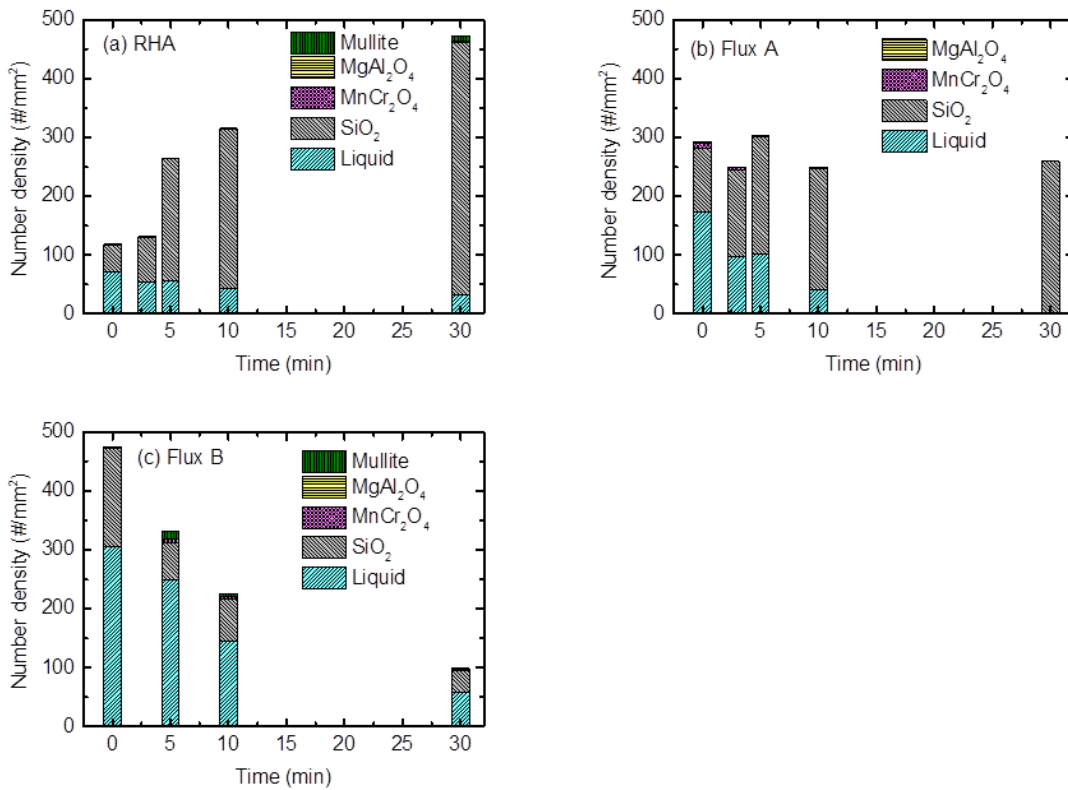 500
400
300
200
100
0
Number density (#/mm²)
(a) RHA
Mullite
MgAl₂O₄
MnCr₂O₄
SiO₂
Liquid
0 5 10 15 20 25 30
Time (min)
500
400
300
200
100
0
Number density (#/mm²)
(b) Flux A
MgAl₂O₄
MnCr₂O₄
SiO₂
Liquid
0 5 10 15 20 25 30
Time (min)
500
400
300
200
100
0
Number density (#/mm²)
(c) Flux B
Mullite
MgAl₂O₄
MnCr₂O₄
SiO₂
Liquid
0 5 10 15 20 25 30
Time (min)